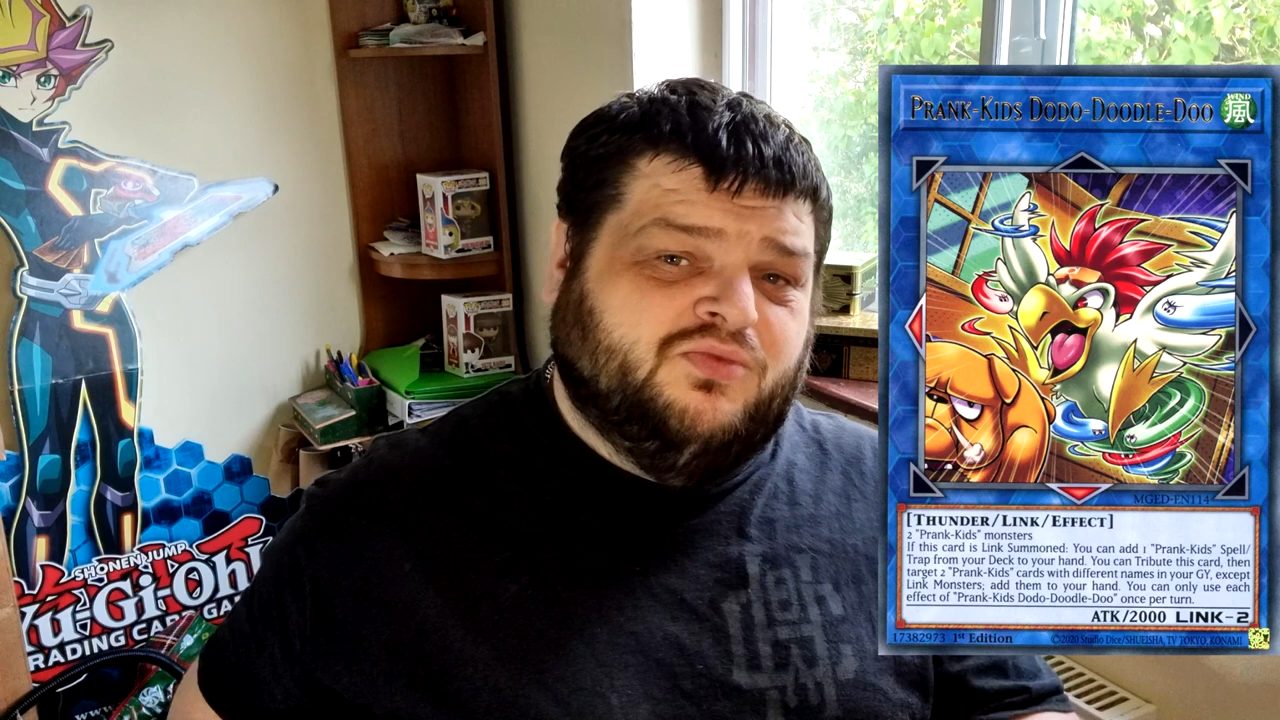 SHONEN JUMP
Yu-Gi-Oh!
TRADING CARD GA
www.
PRANK-KIDS DODO-DOODLE-DOO
WIND
風
MGED-EN114
[THUNDER/LINK/EFFECT]
2 "Prank-Kids" monsters
If this card is Link Summoned: You can add 1 "Prank-Kids" Spell/
Trap from your Deck to your hand. You can Tribute this card, then
target 2 "Prank-Kids" cards with different names in your GY, except
Link Monsters; add them to your hand. You can only use each
effect of "Prank-Kids Dodo-Doodle-Doo" once per turn.
ATK/2000 LINK-2
17382973 1st Edition ©2020 Studio Dice/SHUEISHA, TV TOKYO, KONAMI